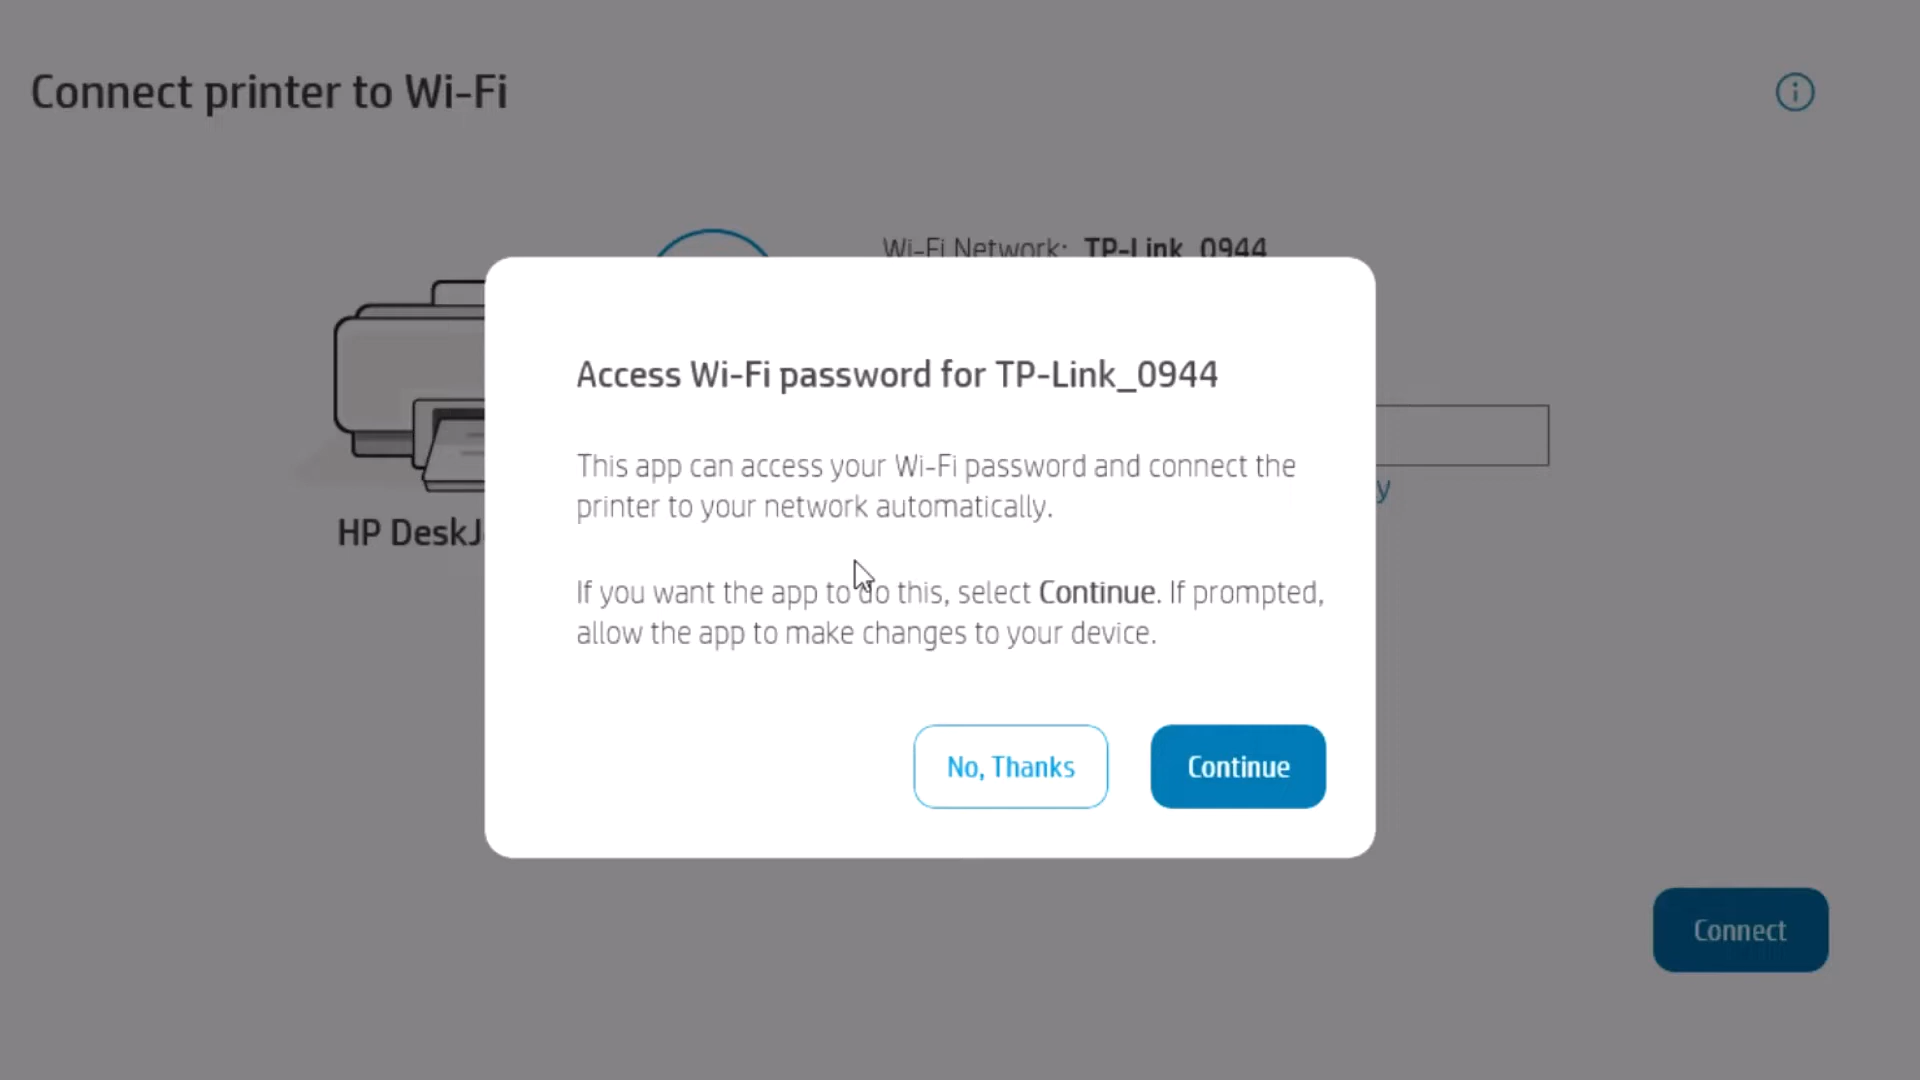 Connect printer to Wi-Fi
Wi-Fi Network: TP-Link_0944
Access Wi-Fi password for TP-Link_0944
This app can access your Wi-Fi password and connect the
printer to your network automatically.
y
HP DeskJ
If you want the app to do this, select Continue. If prompted,
allow the app to make changes to your device.
No, Thanks
Continue
Connect